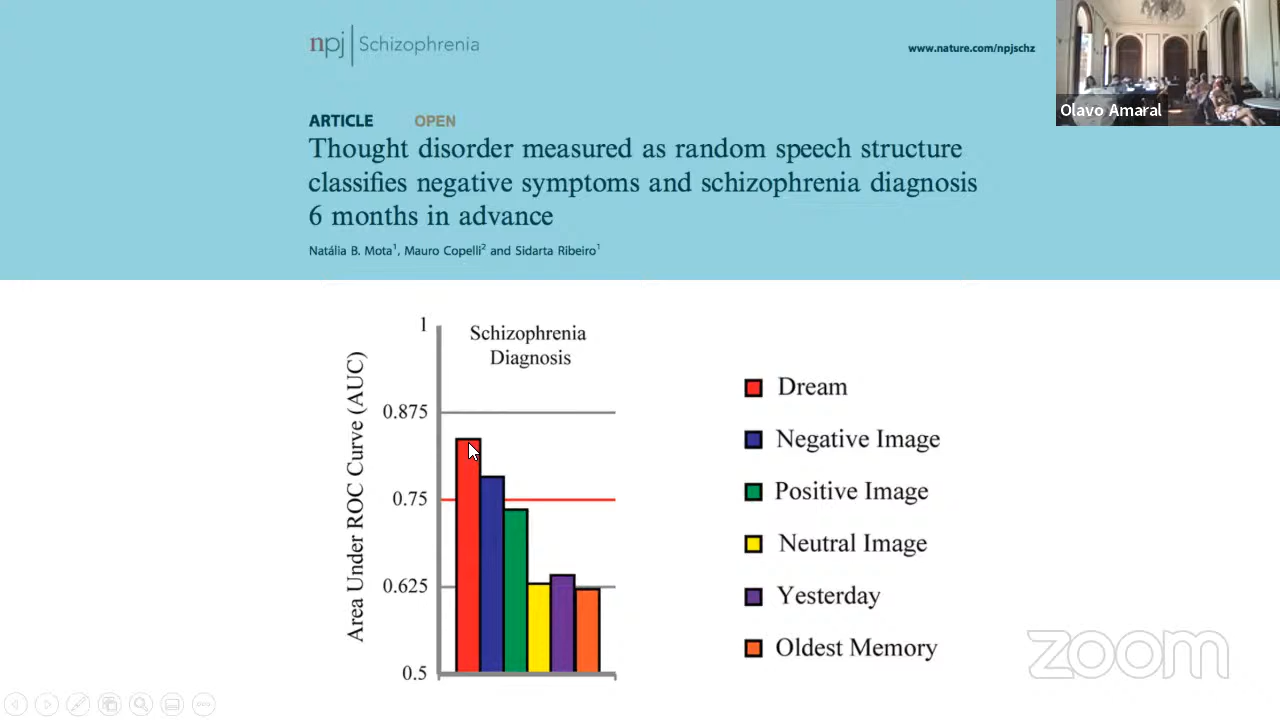 npj | Schizophrenia
www.nature.com/npjschz
Olavo Amaral
ARTICLE OPEN
Thought disorder measured as random speech structure
classifies negative symptoms and schizophrenia diagnosis
6 months in advance
Natália B. Mota1, Mauro Copelli2 and Sidarta Ribeiro1
Schizophrenia
Diagnosis
Area Under ROC Curve (AUC)
1
0.875
0.75
0.625
0.5
Dream
Negative Image
Positive Image
Neutral Image
Yesterday
Oldest Memory
zoom